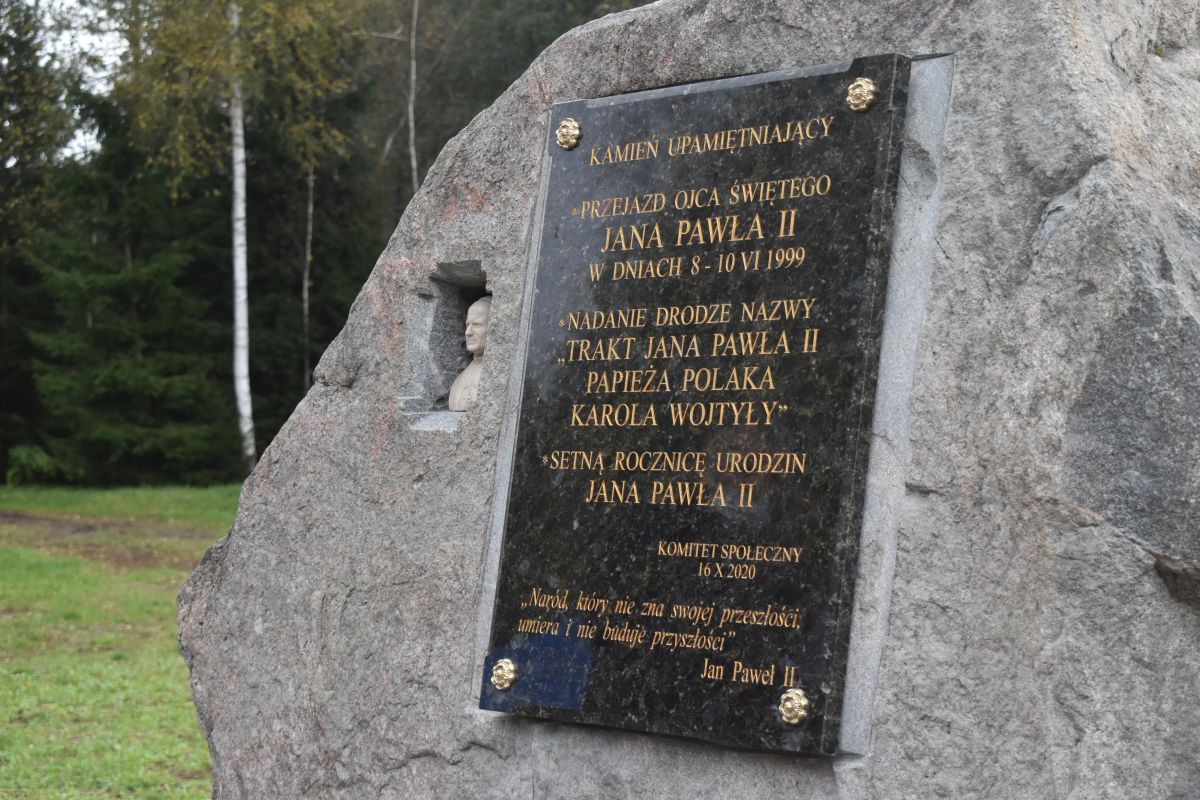 KAMIEŃ UPAMIĘTNIAJĄCY
*PRZEJAZD OJCA ŚWIĘTEGO
JANA PAWŁA II
W DNIACH 8 - 10 VI 1999
*NADANIE DRODZE NAZWY
„TRAKT JANA PAWŁA II
PAPIEŻA POLAKA
KAROLA WOJTYŁY”
*SETNĄ ROCZNICĘ URODZIN
JANA PAWŁA II
KOMITET SPOŁECZNY
16 X 2020
„Naród, który nie zna swojej przeszłości,
umiera i nie buduje przyszłości”
Jan Paweł II